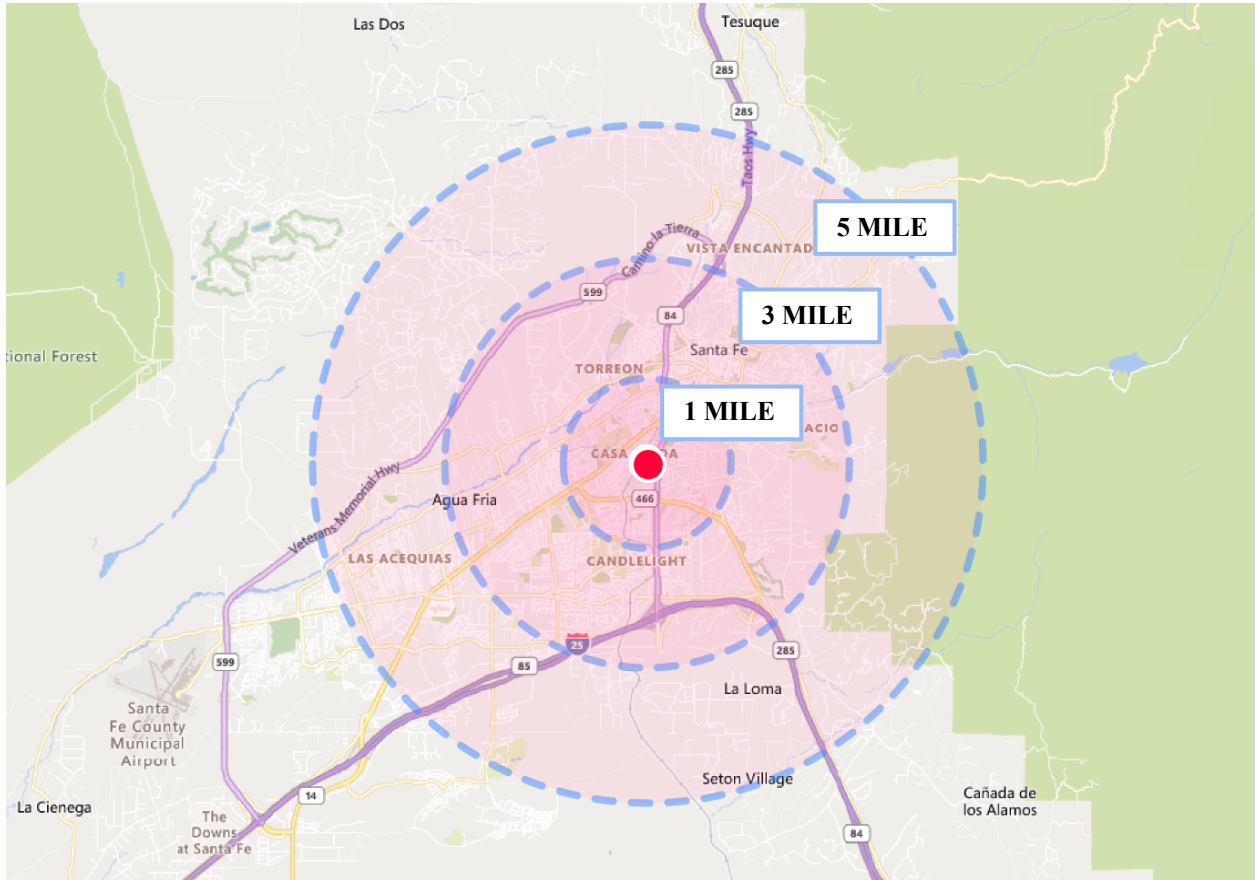 Las Dos
Tesuque
285
285
Taos Hwy
5 MILE
Camino la Tierra
VISTA ENCANTAD
599
3 MILE
84
Santa Fe
tional Forest
TORREON
1 MILE
ACIO
CASA
DA
466
Agua Fria
Veterans Memorial Hwy
LAS ACEQUIAS
CANDLELIGHT
25
85
599
285
La Loma
Santa
Fe County
Municipal
Airport
Seton Village
14
La Cienega
Cañada de
los Alamos
The
Downs
at Santa Fe
84